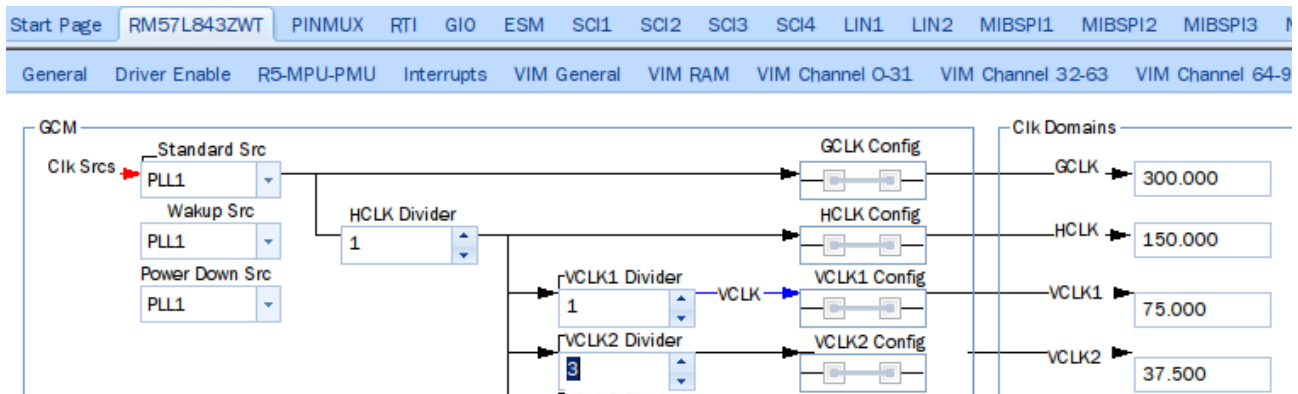 Start Page RM57L843ZWT PINMUX RTI GIO ESM SCI1 SCI2 SCI3 SCI4 LIN1 LIN2 MIBSPI1 MIBSPI2 MIBSPI3
General Driver Enable R5-MPU-PMU Interrupts VIM General VIM RAM VIM Channel 0-31 VIM Channel 32-63 VIM Channel 64-9
GCM Clk Domains
Standard Src GCLK Config
Clk Srcs PLL1 GCLK 300.000
Wakup Src HCLK Divider HCLK Config
PLL1 1 HCLK 150.000
Power Down Src VCLK1 Divider VCLK1 Config
PLL1 1 VCLK VCLK1 75.000
VCLK2 Divider VCLK2 Config
3 VCLK2 37.500